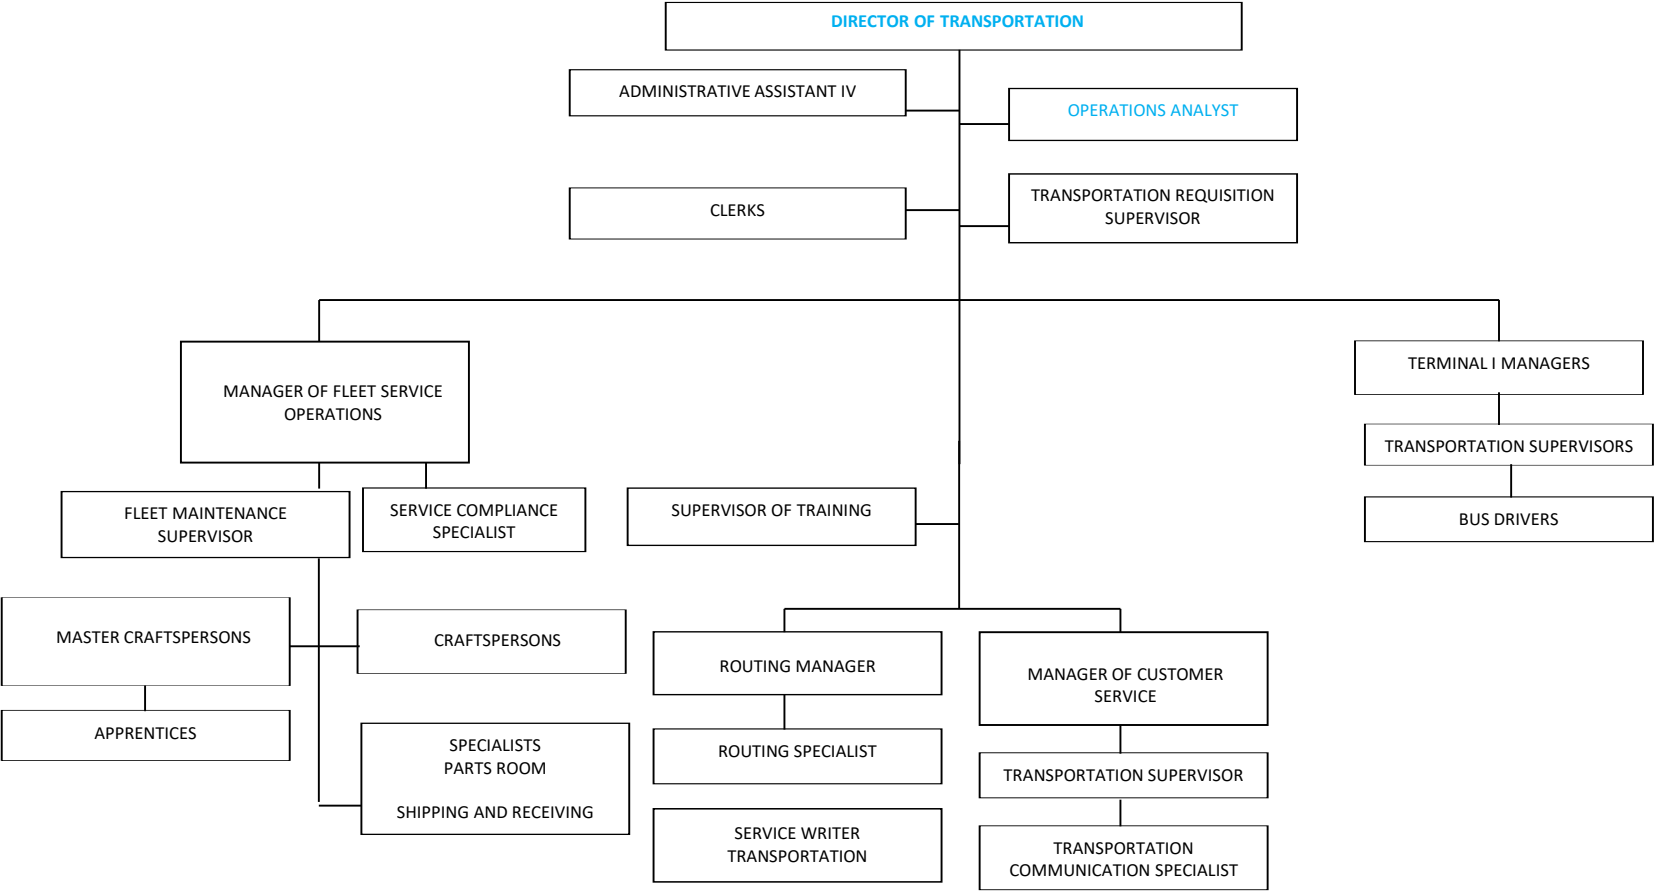 DIRECTOR OF TRANSPORTATION
ADMINISTRATIVE ASSISTANT IV
OPERATIONS ANALYST
CLERKS
TRANSPORTATION REQUISITION
SUPERVISOR
MANAGER OF FLEET SERVICE
OPERATIONS
TERMINAL I MANAGERS
TRANSPORTATION SUPERVISORS
BUS DRIVERS
FLEET MAINTENANCE
SUPERVISOR
SERVICE COMPLIANCE
SPECIALIST
SUPERVISOR OF TRAINING
MASTER CRAFTSPERSONS
CRAFTSPERSONS
APPRENTICES
SPECIALISTS
PARTS ROOM
SHIPPING AND RECEIVING
ROUTING MANAGER
ROUTING SPECIALIST
SERVICE WRITER
TRANSPORTATION
MANAGER OF CUSTOMER
SERVICE
TRANSPORTATION SUPERVISOR
TRANSPORTATION
COMMUNICATION SPECIALIST